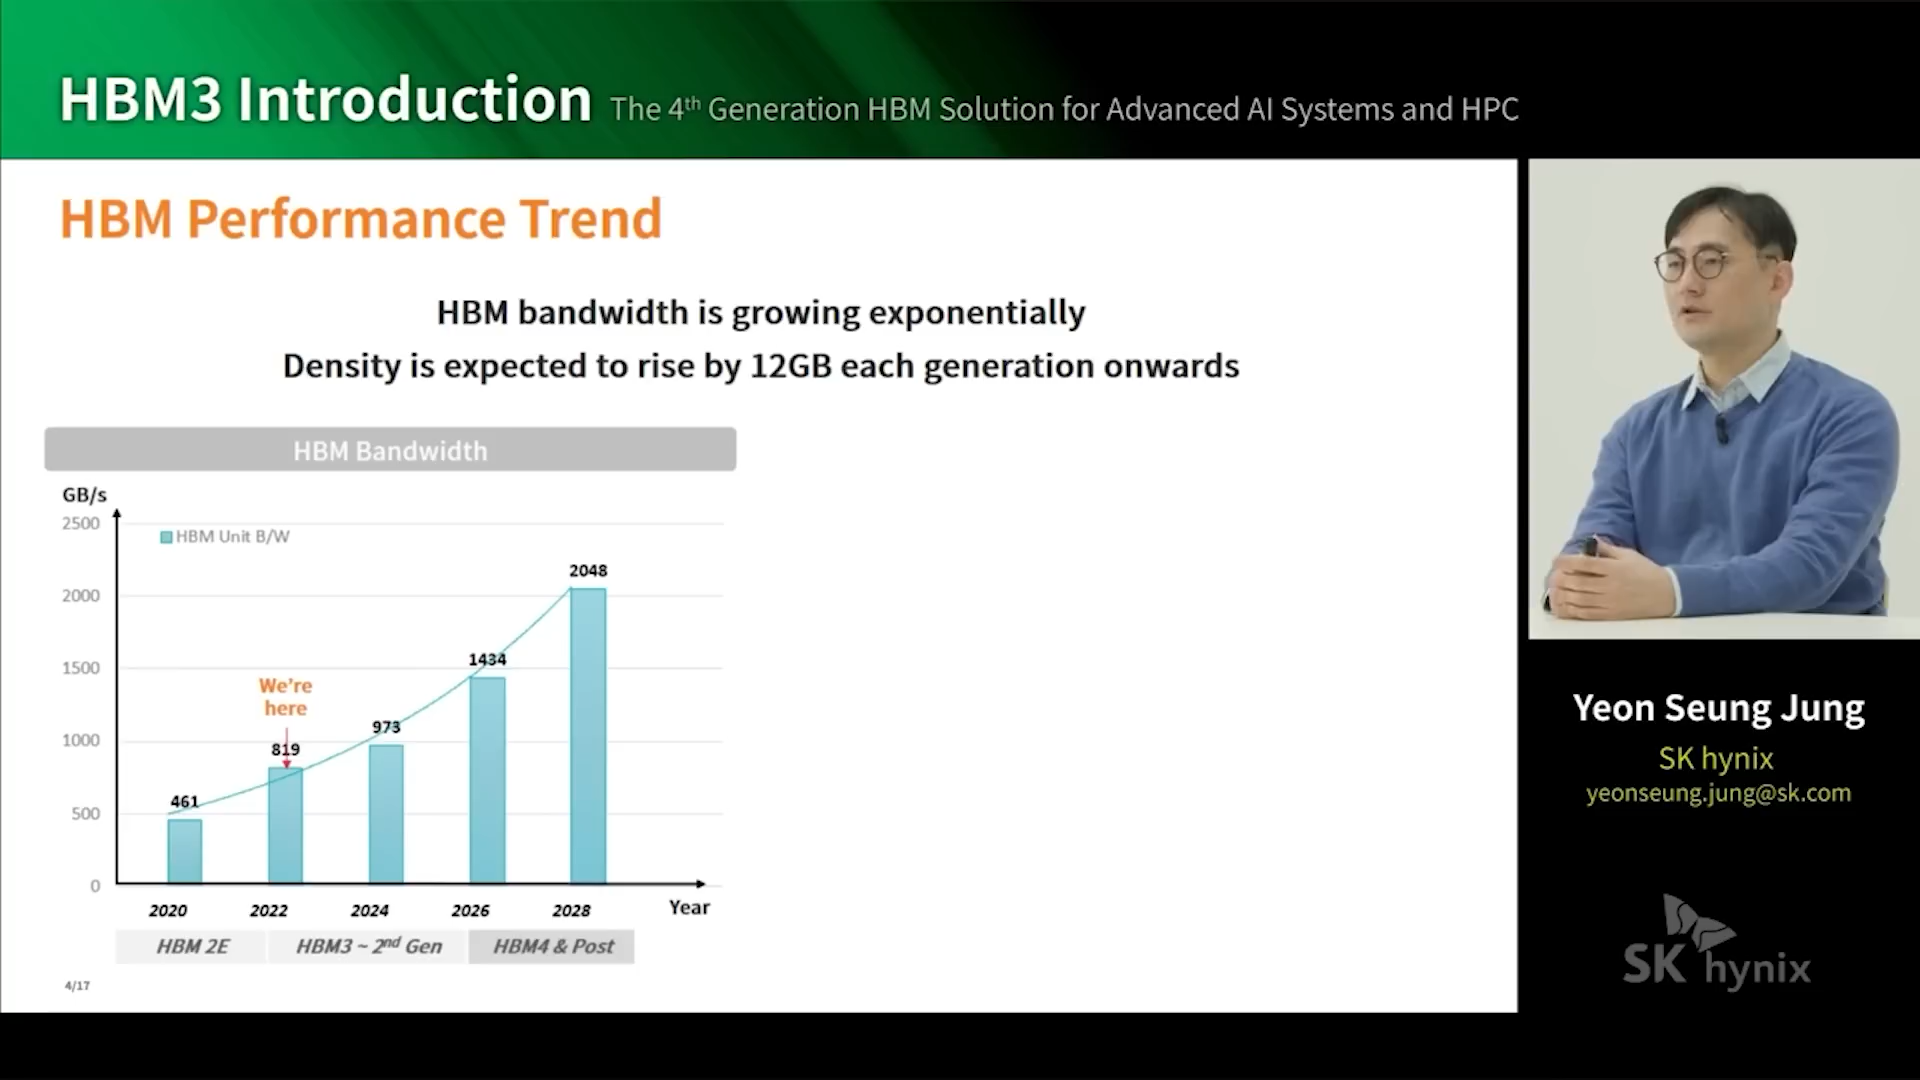 HBM3 Introduction The 4th Generation HBM Solution for Advanced AI Systems and HPC
HBM Performance Trend
HBM bandwidth is growing exponentially
Density is expected to rise by 12GB each generation onwards
HBM Bandwidth
GB/s
2500
HBM Unit B/W
2048
2000
1434
1500
We're
here
973
1000
819
461
500
0
2020 2022 2024 2026 2028 Year
HBM 2E HBM3 ~ 2nd Gen HBM4 & Post
4/17
Yeon Seung Jung
SK hynix
yeonseung.jung@sk.com
SK hynix